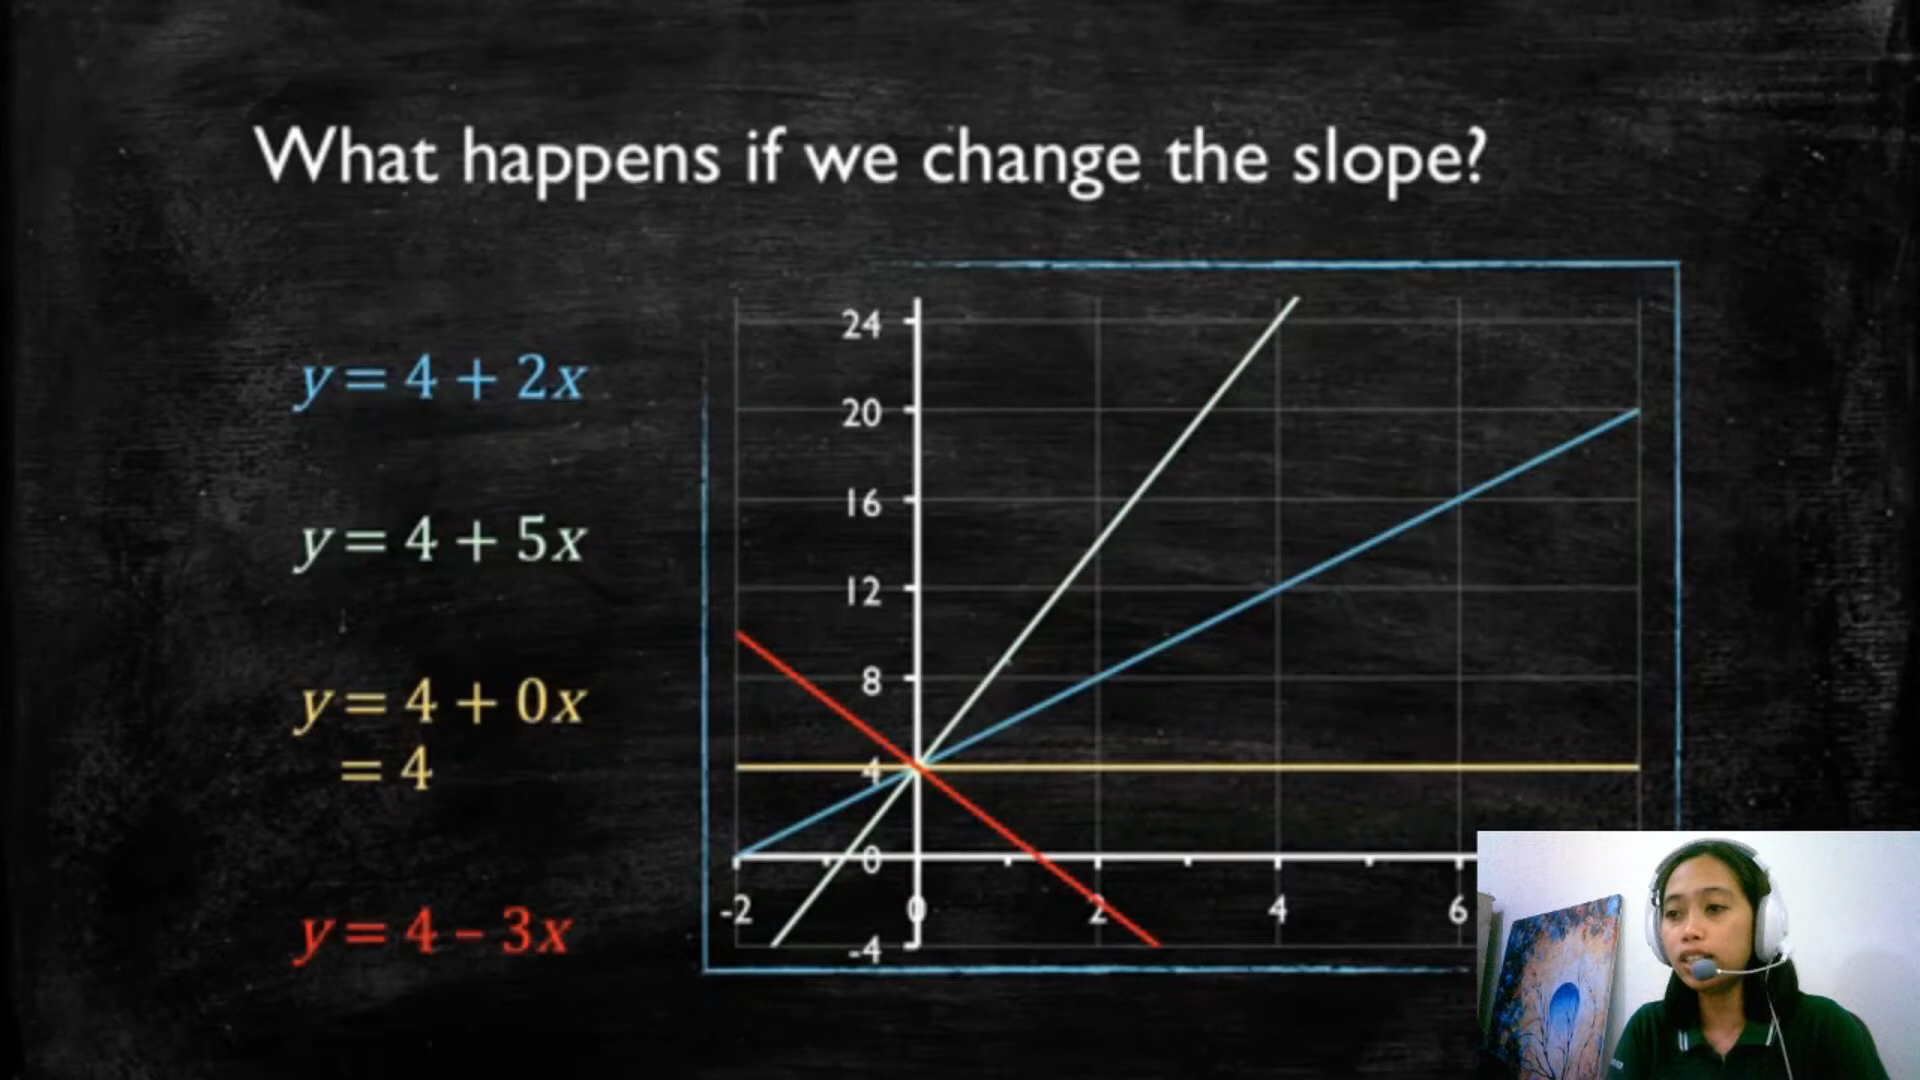 What happens if we change the slope?
y = 4 + 2x
y = 4 + 5x
y = 4 + 0x
= 4
y = 4 – 3x
24
20
16
12
8
4
0
-2 0 2 4 6
-4